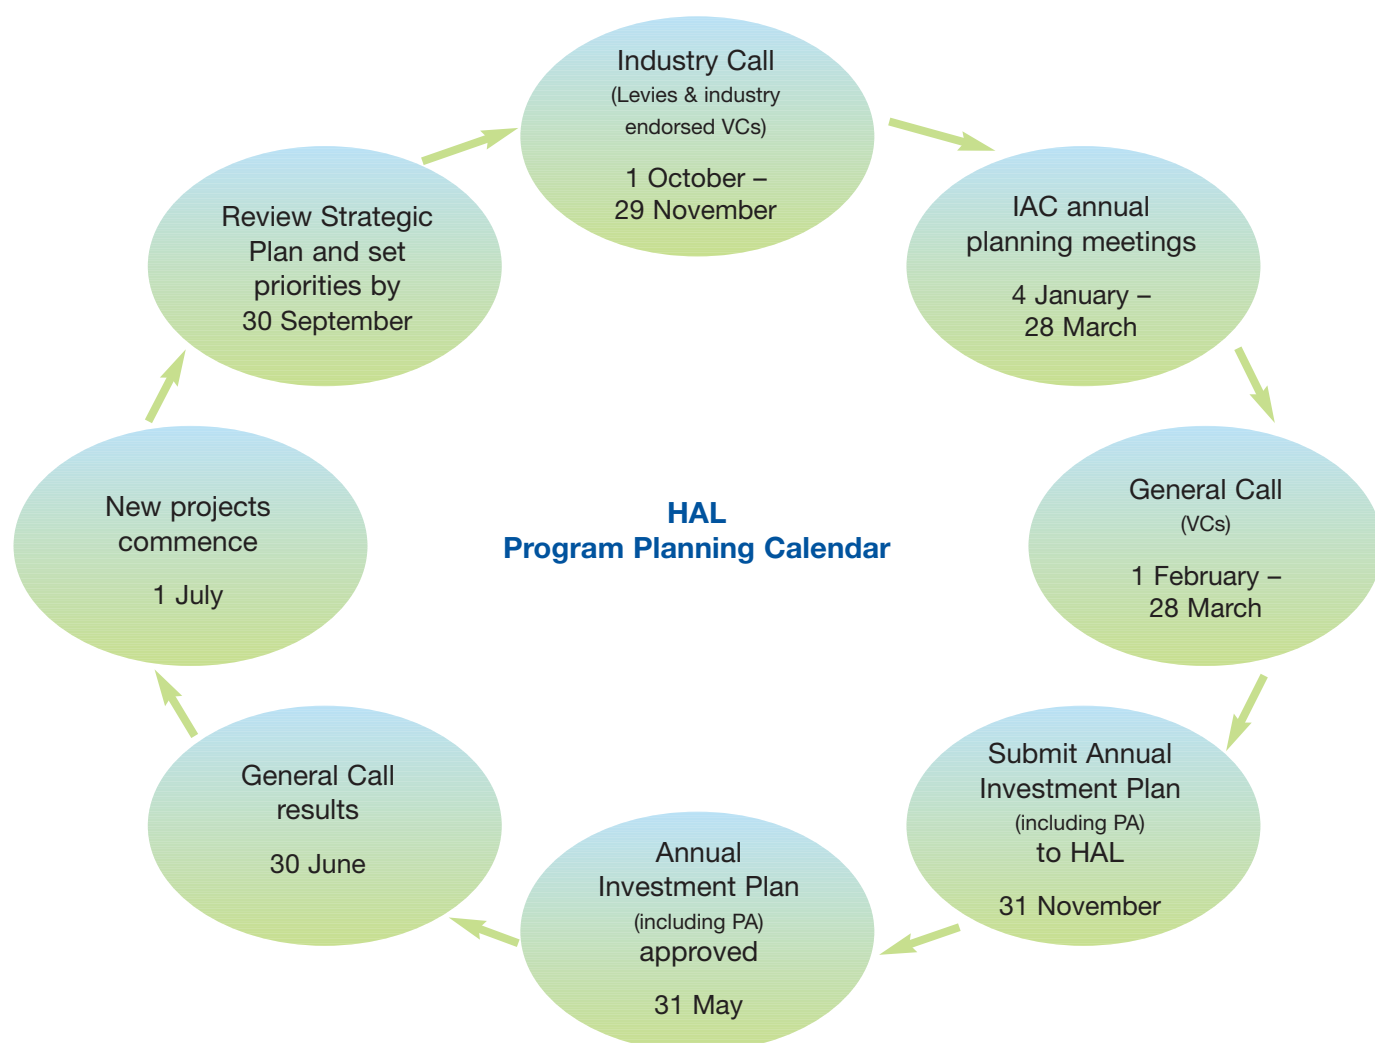 Industry Call
(Levies & industry
endorsed VCs)
1 October –
29 November
IAC annual
planning meetings
4 January –
28 March
General Call
(VCs)
1 February –
28 March
Submit Annual
Investment Plan
(including PA)
to HAL
31 November
Annual
Investment Plan
(including PA)
approved
31 May
General Call
results
30 June
New projects
commence
1 July
Review Strategic
Plan and set
priorities by
30 September
HAL
Program Planning Calendar